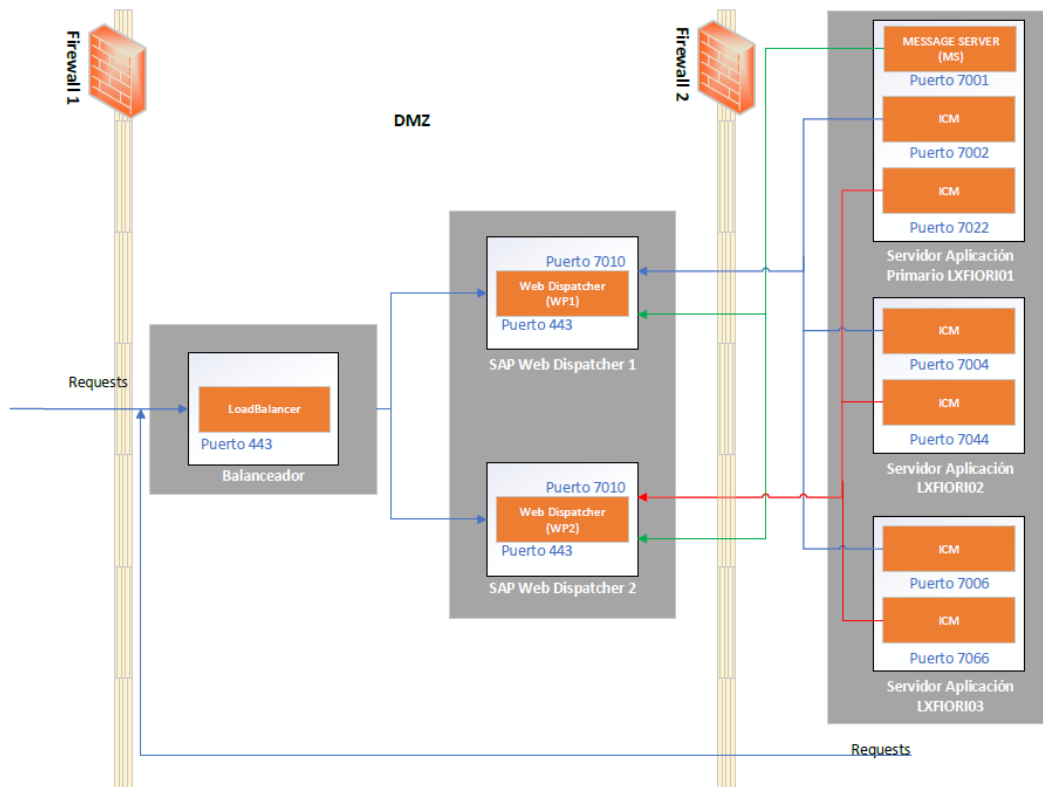 Firewall 1
Firewall 2
DMZ
MESSAGE SERVER
(MS)
Puerto 7001
ICM
Puerto 7002
ICM
Puerto 7022
Servidor Aplicación
Primario LXFIORI01
Puerto 7010
Web Dispatcher
(WP1)
Puerto 443
SAP Web Dispatcher 1
ICM
Puerto 7004
ICM
Puerto 7044
Servidor Aplicación
LXFIORI02
Requests
LoadBalancer
Puerto 443
Balanceador
Puerto 7010
Web Dispatcher
(WP2)
Puerto 443
SAP Web Dispatcher 2
ICM
Puerto 7006
ICM
Puerto 7066
Servidor Aplicación
LXFIORI03
Requests